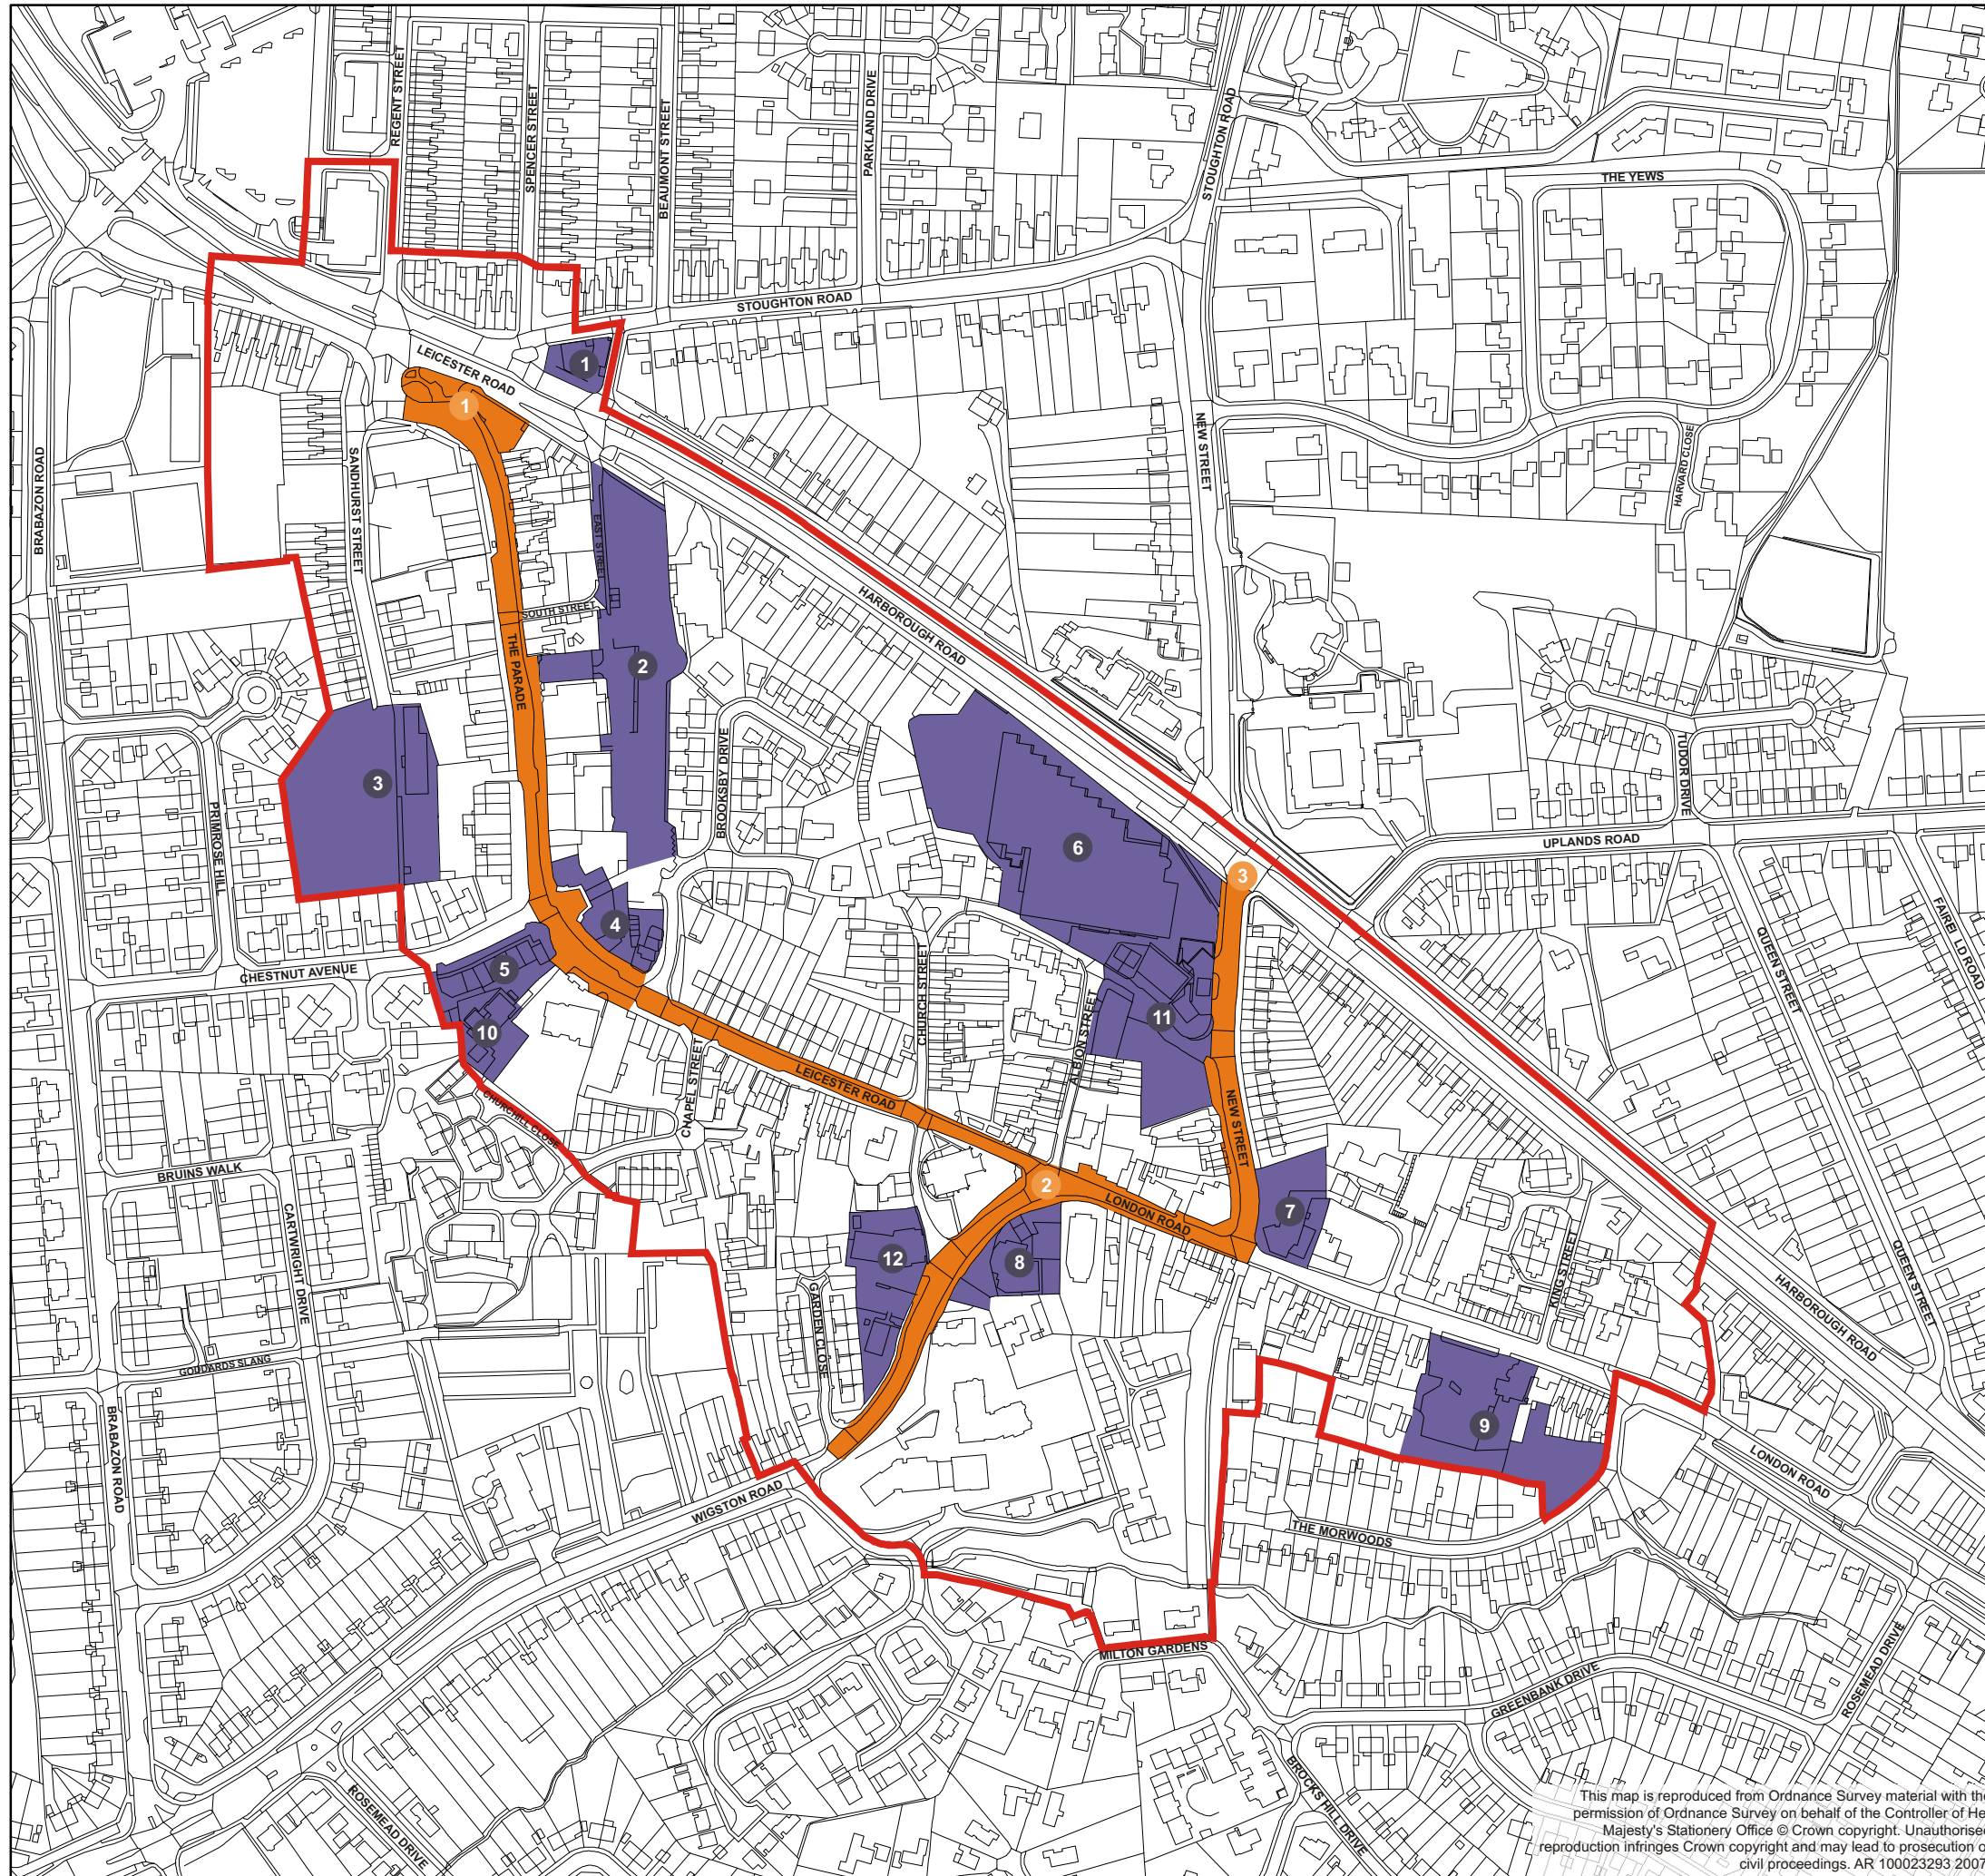 REGENT STREET
SPENCER STREET
BEAUMONT STREET
PARKLAND DRIVE
STOUGHTON ROAD
THE YEWS
STOUGHTON ROAD
LEICESTER ROAD
1
1
BRABAZON ROAD
SANDHURST STREET
EAST STREET
NEW STREET
HARVARD CLOSE
SOUTH STREET
THE PARADE
2
HARBOROUGH ROAD
3
PRIMROSE HILL
BROOKSBY DRIVE
TUDOR DRIVE
UPLANDS ROAD
6
3
4
5
CHESTNUT AVENUE
10
CHURCH STREET
ALBION STREET
11
QUEEN STREET
FAIREI LD ROAD
CHURCHILL CLOSE
CHAPEL STREET
LEICESTER ROAD
NEW STREET
BRUINS WALK
CARTWRIGHT DRIVE
2
LONDON ROAD
7
12
8
GARDEN CLOSE
KING STREET
HARBOROUGH ROAD
QUEEN STREET
GODDARDS SLANG
BRABAZON ROAD
9
LONDON ROAD
WIGSTON ROAD
THE MORWOODS
MILTON GARDENS
GREENBANK DRIVE
ROSEMEAD DRIVE
ROSEMEAD DRIVE
BROCKS HILL DRIVE
This map is reproduced from Ordnance Survey material with the
permission of Ordnance Survey on behalf of the Controller of He
Majesty's Stationery Office © Crown copyright. Unauthorise
reproduction infringes Crown copyright and may lead to prosecution o
civil proceedings. AR 100023293 200